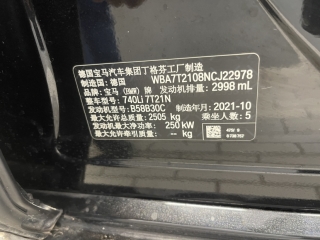 德国宝马汽车集团丁格芬工厂制造
制造国: 德国 WBA7T2108NCJ22978
品牌: 宝马 (BMW) 发动机排量: 2998 mL
整车型号: 740Li 7T21N
发动机型号: B58B30C 制造年月: 2021-10
最大允许总质量: 2505 kg 乘坐人数: 5
发动机最大净功率: 250 kW
最大允许牵引质量: -- kg